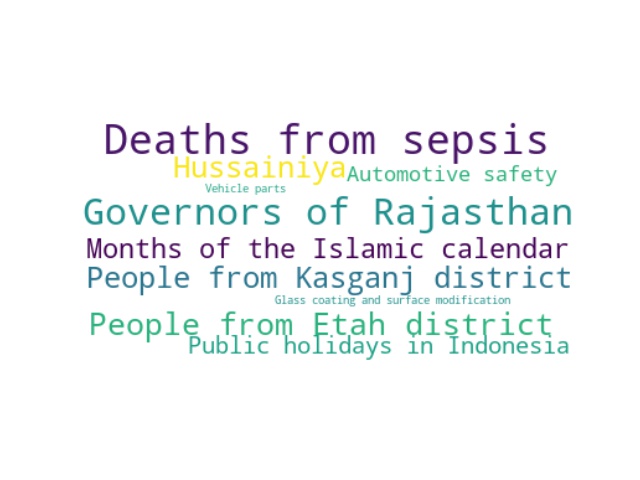 Deaths from sepsis
Hussainiya
Automotive safety
Vehicle parts
Governors of Rajasthan
Months of the Islamic calendar
People from Kasganj district
Glass coating and surface modification
People from Etah district
Public holidays in Indonesia